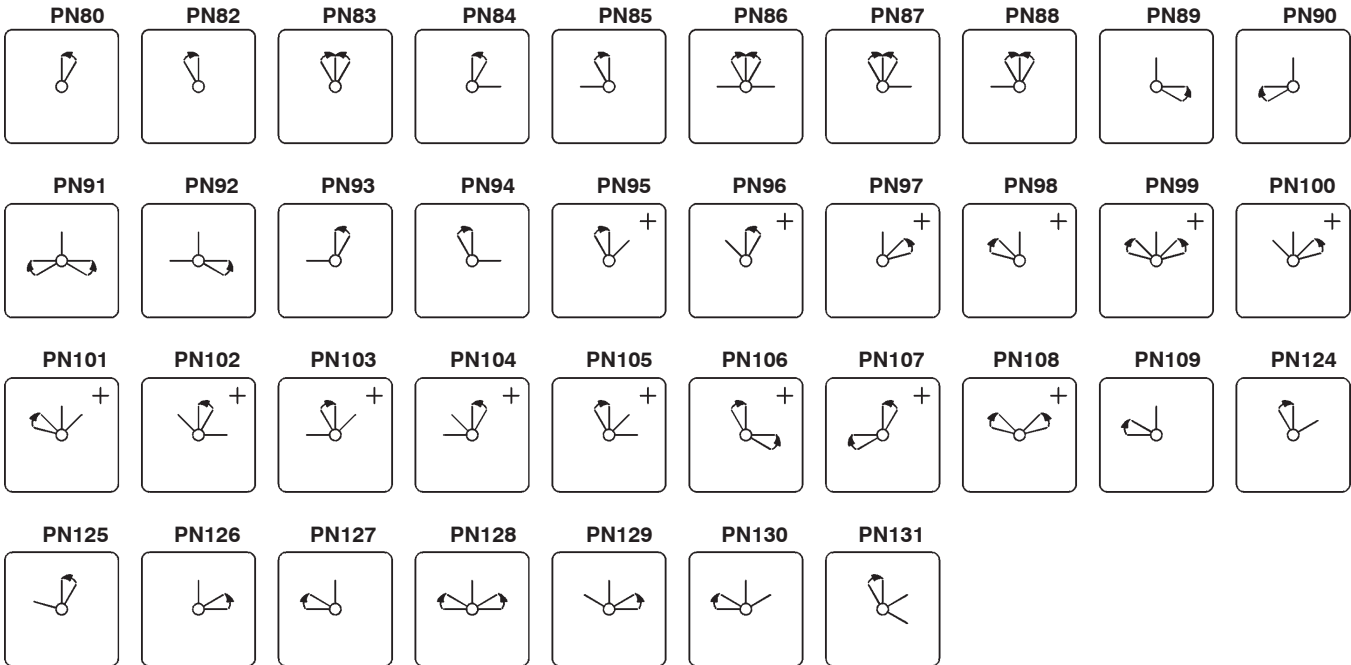 PN80 PN82 PN83 PN84 PN85 PN86 PN87 PN88 PN89 PN90
PN91 PN92 PN93 PN94 PN95 PN96 PN97 PN98 PN99 PN100
+ + + + + +
PN101 PN102 PN103 PN104 PN105 PN106 PN107 PN108 PN109 PN124
+ + + + + + + +
PN125 PN126 PN127 PN128 PN129 PN130 PN131